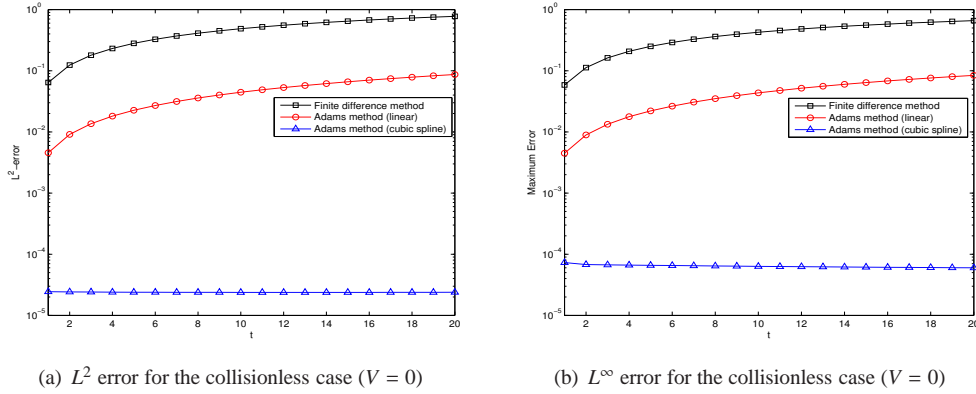 10^0
10^-1
10^-2
10^-3
10^-4
10^-5
L^2-error
2 4 6 8 10 12 14 16 18 20
t
Finite difference method
Adams method (linear)
Adams method (cubic spline)
(a) L^2 error for the collisionless case (V = 0)
10^0
10^-1
10^-2
10^-3
10^-4
10^-5
Maximum Error
2 4 6 8 10 12 14 16 18 20
t
Finite difference method
Adams method (linear)
Adams method (cubic spline)
(b) L^∞ error for the collisionless case (V = 0)